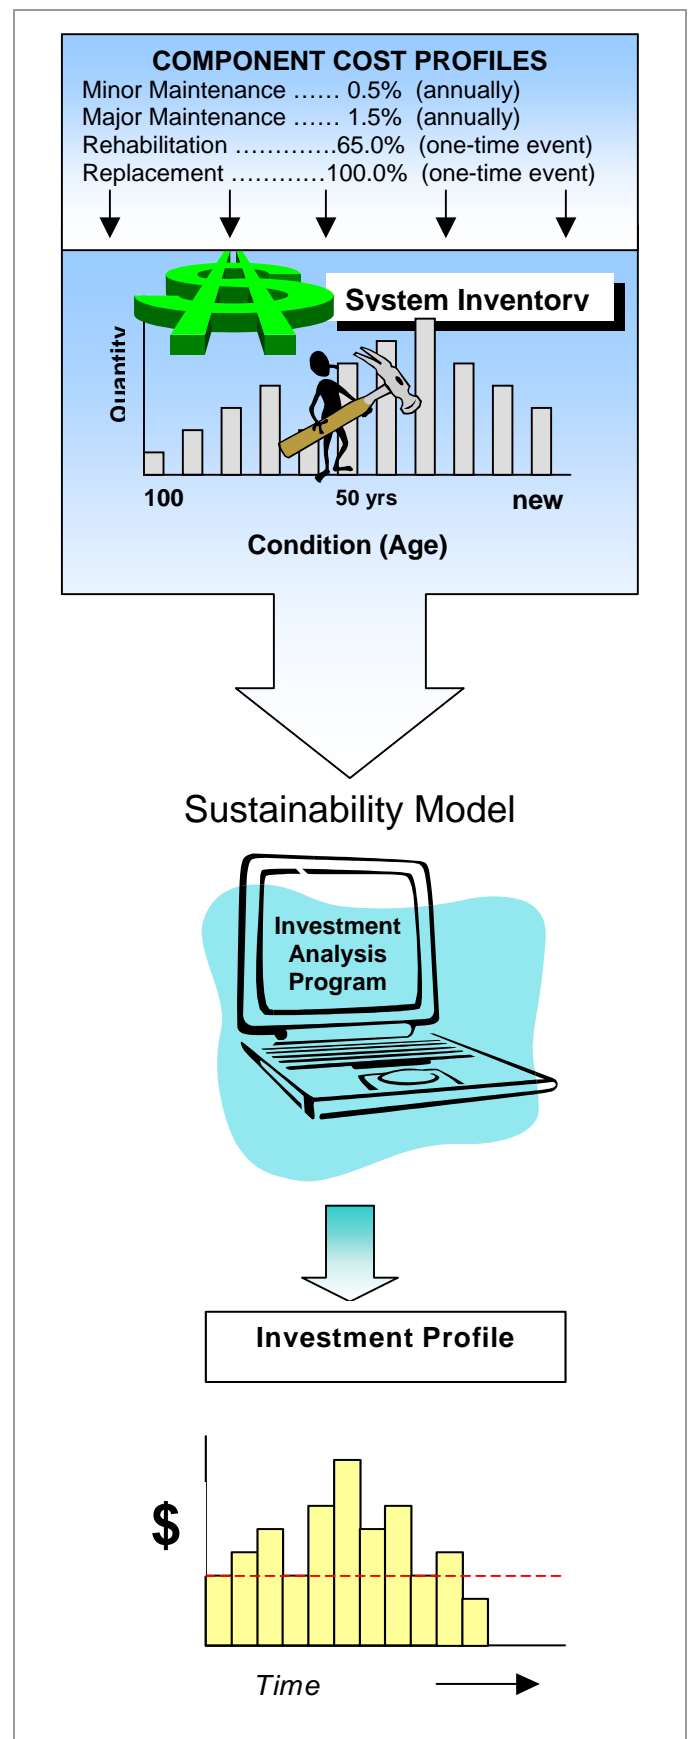 COMPONENT COST PROFILES
Minor Maintenance …… 0.5% (annually)
Major Maintenance …… 1.5% (annually)
Rehabilitation ………….65.0% (one-time event)
Replacement …………100.0% (one-time event)
System Inventory
Quantity
100 50 yrs new
Condition (Age)
Sustainability Model
Investment
Analysis
Program
Investment Profile
$
Time